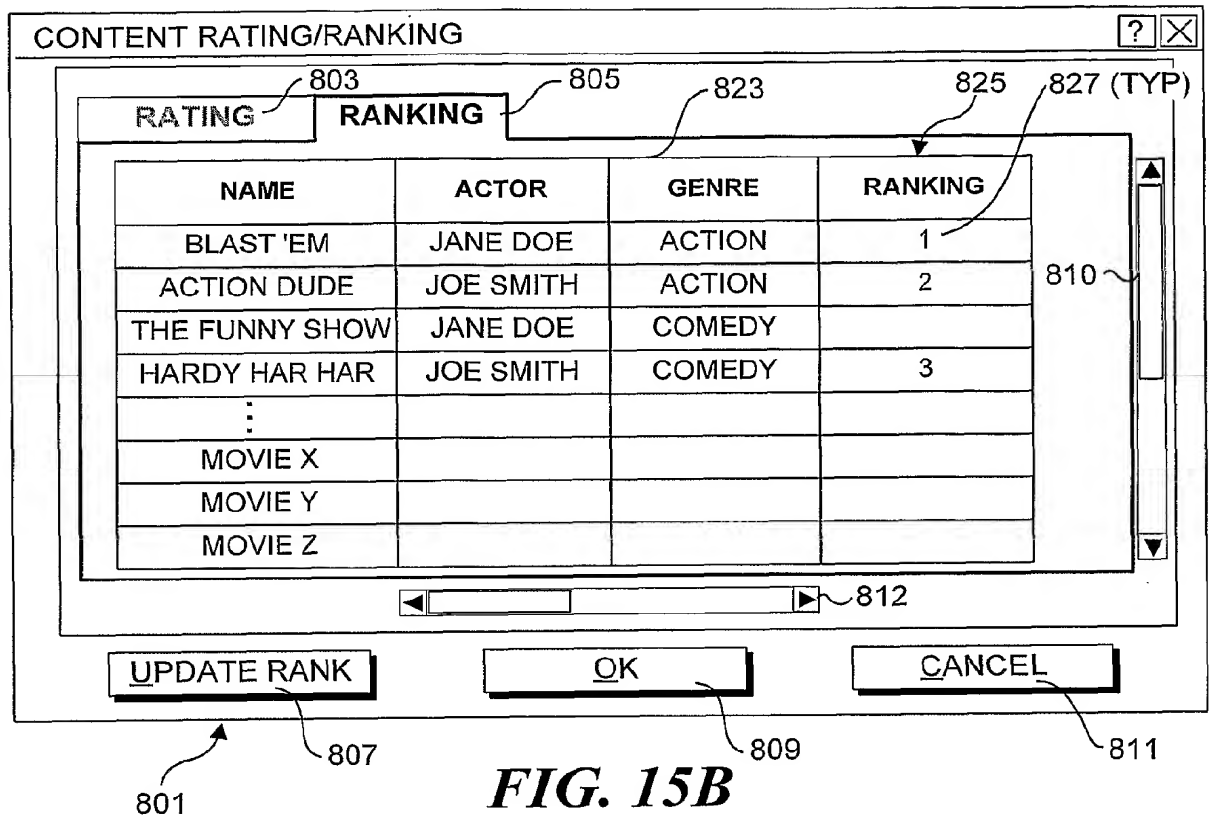 CONTENT RATING/RANKING ?
803 805 823 825 827 (TYP)
RATING RANKING
NAME ACTOR GENRE RANKING
BLAST 'EM JANE DOE ACTION 1
ACTION DUDE JOE SMITH ACTION 2
810
THE FUNNY SHOW JANE DOE COMEDY
HARDY HAR HAR JOE SMITH COMEDY 3
⋮
MOVIE X
MOVIE Y
MOVIE Z
812
UPDATE RANK OK CANCEL
801 807 809 811
FIG. 15B